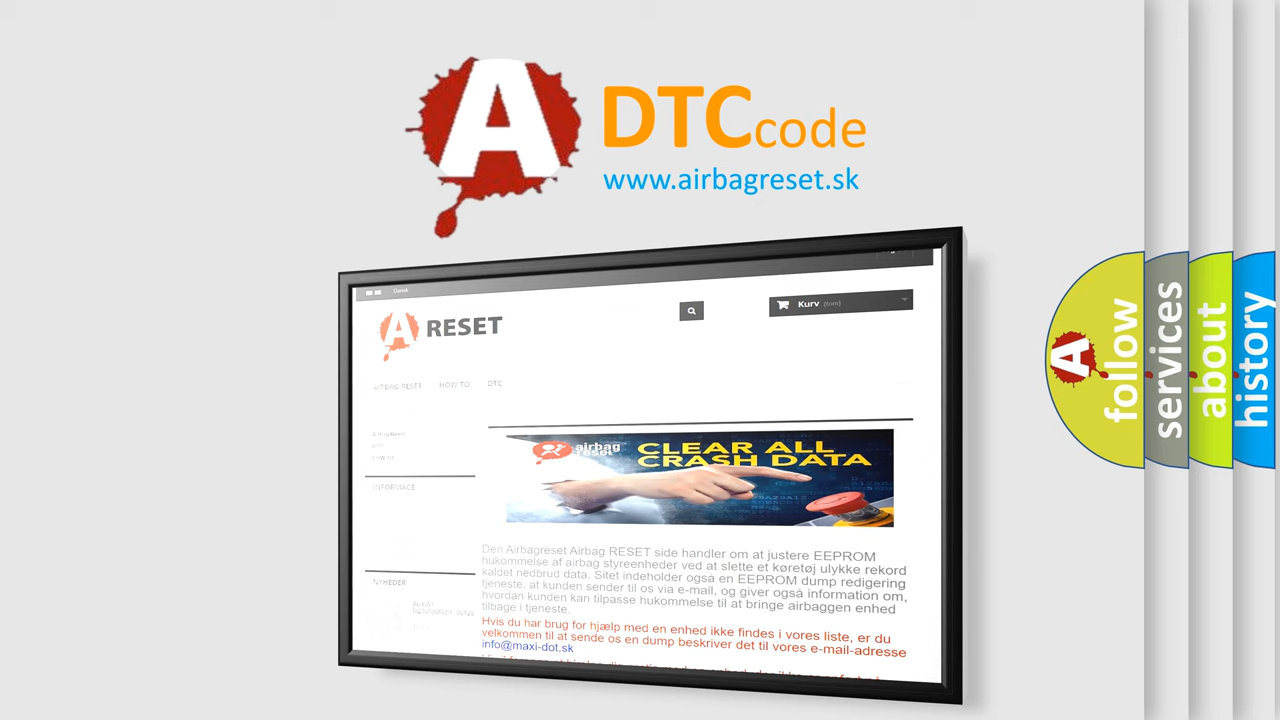 A
DTC code
www.airbagreset.sk
Dansk
A RESET
Kurv (tom)
AIRBAG RESET HOW TO DTC
INFORMACE
NYHEDER
airbag
reset
CLEAR ALL
CRASH DATA
Den Airbagreset Airbag RESET side handler om at justere EEPROM
hukommelse af airbag styreenheder ved at slette et køretøj ulykke rekord
kaldet nedbrud data. Sitet indeholder også en EEPROM dump redigering
tjeneste, at kunden sender til os via e-mail, og giver også information om,
hvordan kunden kan tilpasse hukommelse til at bringe airbaggen enhed
tilbage i tjeneste.
Hvis du har brug for hjælp med en enhed ikke findes i vores liste, er du
velkommen til at sende os en dump beskriver det til vores e-mail-adresse
info@maxi-dot.sk
A
follow
services
about
history